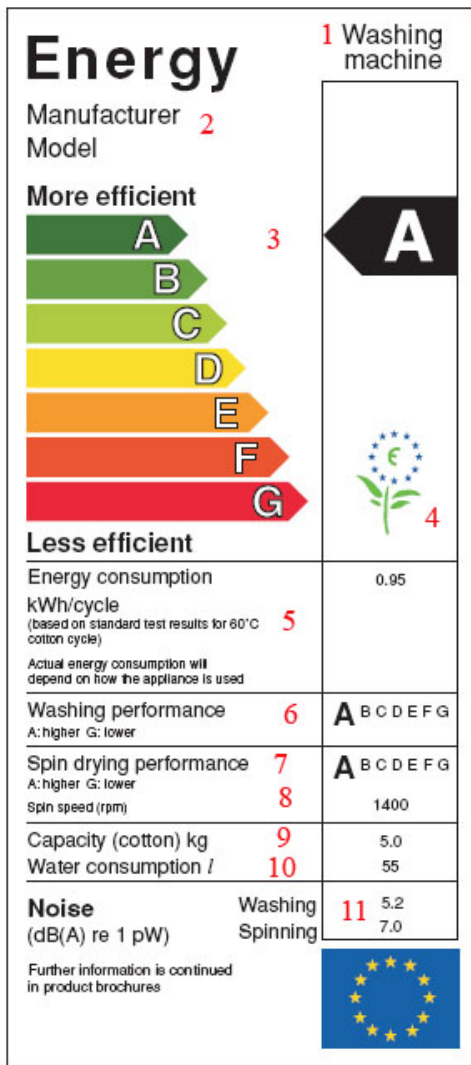 Energy
1 Washing
machine
Manufacturer 2
Model
More efficient
A 3 A
B
C
D
E
F
G
є
4
Less efficient
Energy consumption 0.95
kWh/cycle
(based on standard test results for 60°C 5
cotton cycle)
Actual energy consumption will
depend on how the appliance is used
Washing performance 6 A B C D E F G
A: higher G: lower
Spin drying performance 7 A B C D E F G
A: higher G: lower
Spin speed (rpm) 8 1400
Capacity (cotton) kg 9 5.0
Water consumption l 10 55
Noise Washing 11 5.2
(dB(A) re 1 pW) Spinning 7.0
Further information is continued
in product brochures